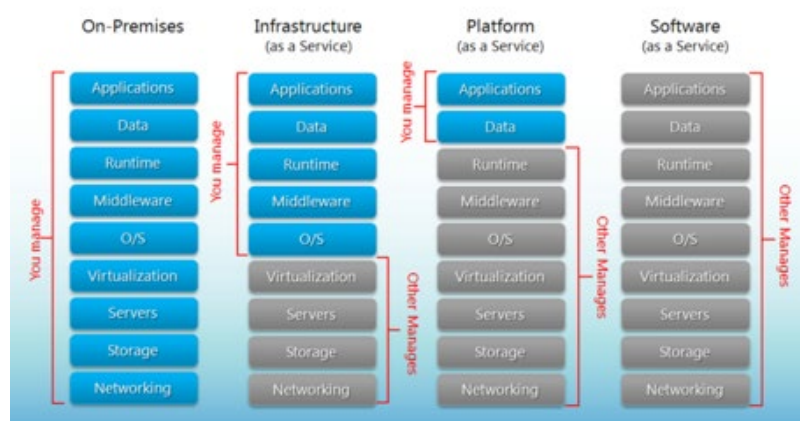 On-Premises
You manage
Applications
Data
Runtime
Middleware
O/S
Virtualization
Servers
Storage
Networking
Infrastructure
(as a Service)
You manage
Applications
Data
Runtime
Middleware
O/S
Virtualization
Servers
Storage
Networking
Other Manages
Platform
(as a Service)
You manage
Applications
Data
Runtime
Middleware
O/S
Virtualization
Servers
Storage
Networking
Other Manages
Software
(as a Service)
Applications
Data
Runtime
Middleware
O/S
Virtualization
Servers
Storage
Networking
Other Manages